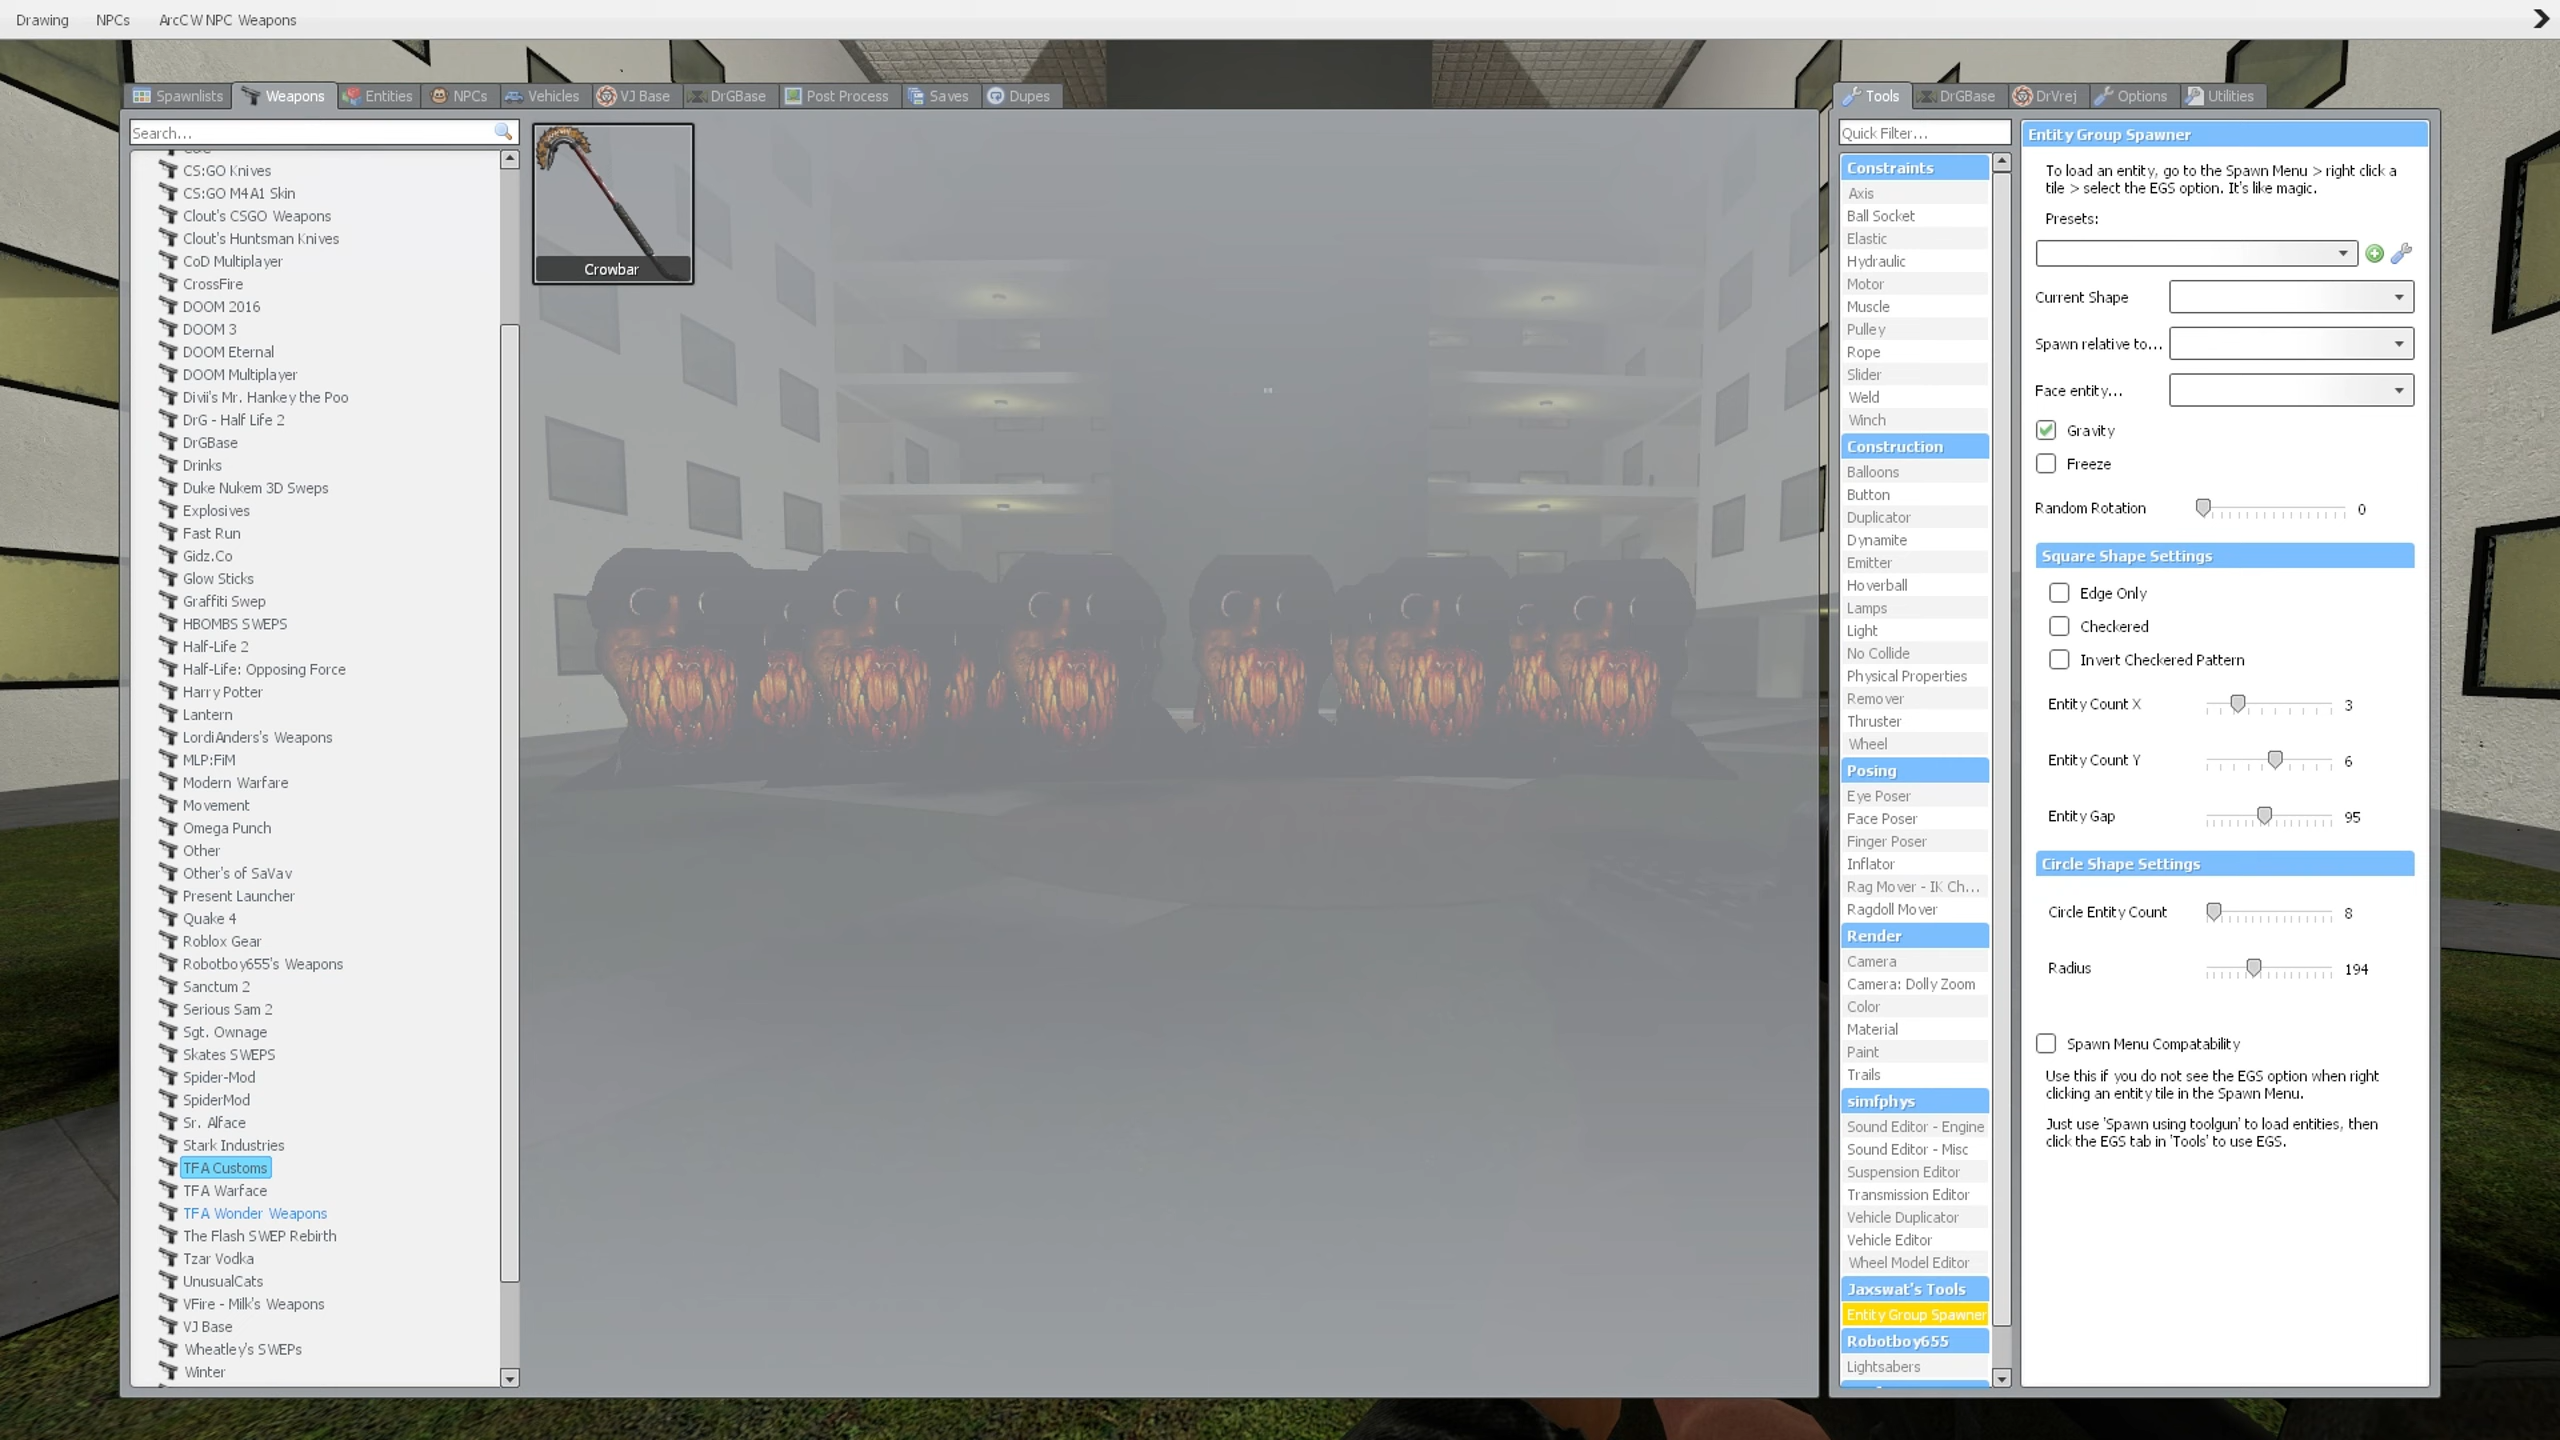 Drawing NPCs ArcCW NPC Weapons
Spawnlists Weapons Entities NPCs Vehicles VJ Base DrGBase Post Process Saves Dupes
Search...
CS:GO Knives
CS:GO M4A1 Skin
Clout's CSGO Weapons
Clout's Huntsman Knives
CoD Multiplayer
CrossFire
DOOM 2016
DOOM 3
DOOM Eternal
DOOM Multiplayer
Divii's Mr. Hankey the Poo
DrG - Half Life 2
DrGBase
Drinks
Duke Nukem 3D Sweps
Explosives
Fast Run
Gidz.Co
Glow Sticks
Graffiti Swep
HBOMBS SWEPS
Half-Life 2
Half-Life: Opposing Force
Harry Potter
Lantern
LordiAnders's Weapons
MLP:FiM
Modern Warfare
Movement
Omega Punch
Other
Other's of SaVav
Present Launcher
Quake 4
Roblox Gear
Robotboy655's Weapons
Sanctum 2
Serious Sam 2
Sgt. Ownage
Skates SWEPS
Spider-Mod
SpiderMod
Sr. Alface
Stark Industries
TFA Customs
TFA Warface
TFA Wonder Weapons
The Flash SWEP Rebirth
Tzar Vodka
UnusualCats
VFire - Milk's Weapons
VJ Base
Wheatley's SWEPs
Winter
Crowbar
Tools DrGBase DrVrej Options Utilities
Quick Filter...
Constraints
Axis
Ball Socket
Elastic
Hydraulic
Motor
Muscle
Pulley
Rope
Slider
Weld
Winch
Construction
Balloons
Button
Duplicator
Dynamite
Emitter
Hoverball
Lamps
Light
No Collide
Physical Properties
Remover
Thruster
Wheel
Posing
Eye Poser
Face Poser
Finger Poser
Inflator
Rag Mover - IK Ch...
Ragdoll Mover
Render
Camera
Camera: Dolly Zoom
Color
Material
Paint
Trails
simfphys
Sound Editor - Engine
Sound Editor - Misc
Suspension Editor
Transmission Editor
Vehicle Duplicator
Vehicle Editor
Wheel Model Editor
Jaxswat's Tools
Entity Group Spawner
Robotboy655
Lightsabers
Entity Group Spawner
To load an entity, go to the Spawn Menu > right click a
tile > select the EGS option. It's like magic.
Presets:
Current Shape
Spawn relative to...
Face entity...
Gravity
Freeze
Random Rotation 0
Square Shape Settings
Edge Only
Checkered
Invert Checkered Pattern
Entity Count X 3
Entity Count Y 6
Entity Gap 95
Circle Shape Settings
Circle Entity Count 8
Radius 194
Spawn Menu Compatability
Use this if you do not see the EGS option when right
clicking an entity tile in the Spawn Menu.
Just use 'Spawn using toolgun' to load entities, then
click the EGS tab in 'Tools' to use EGS.